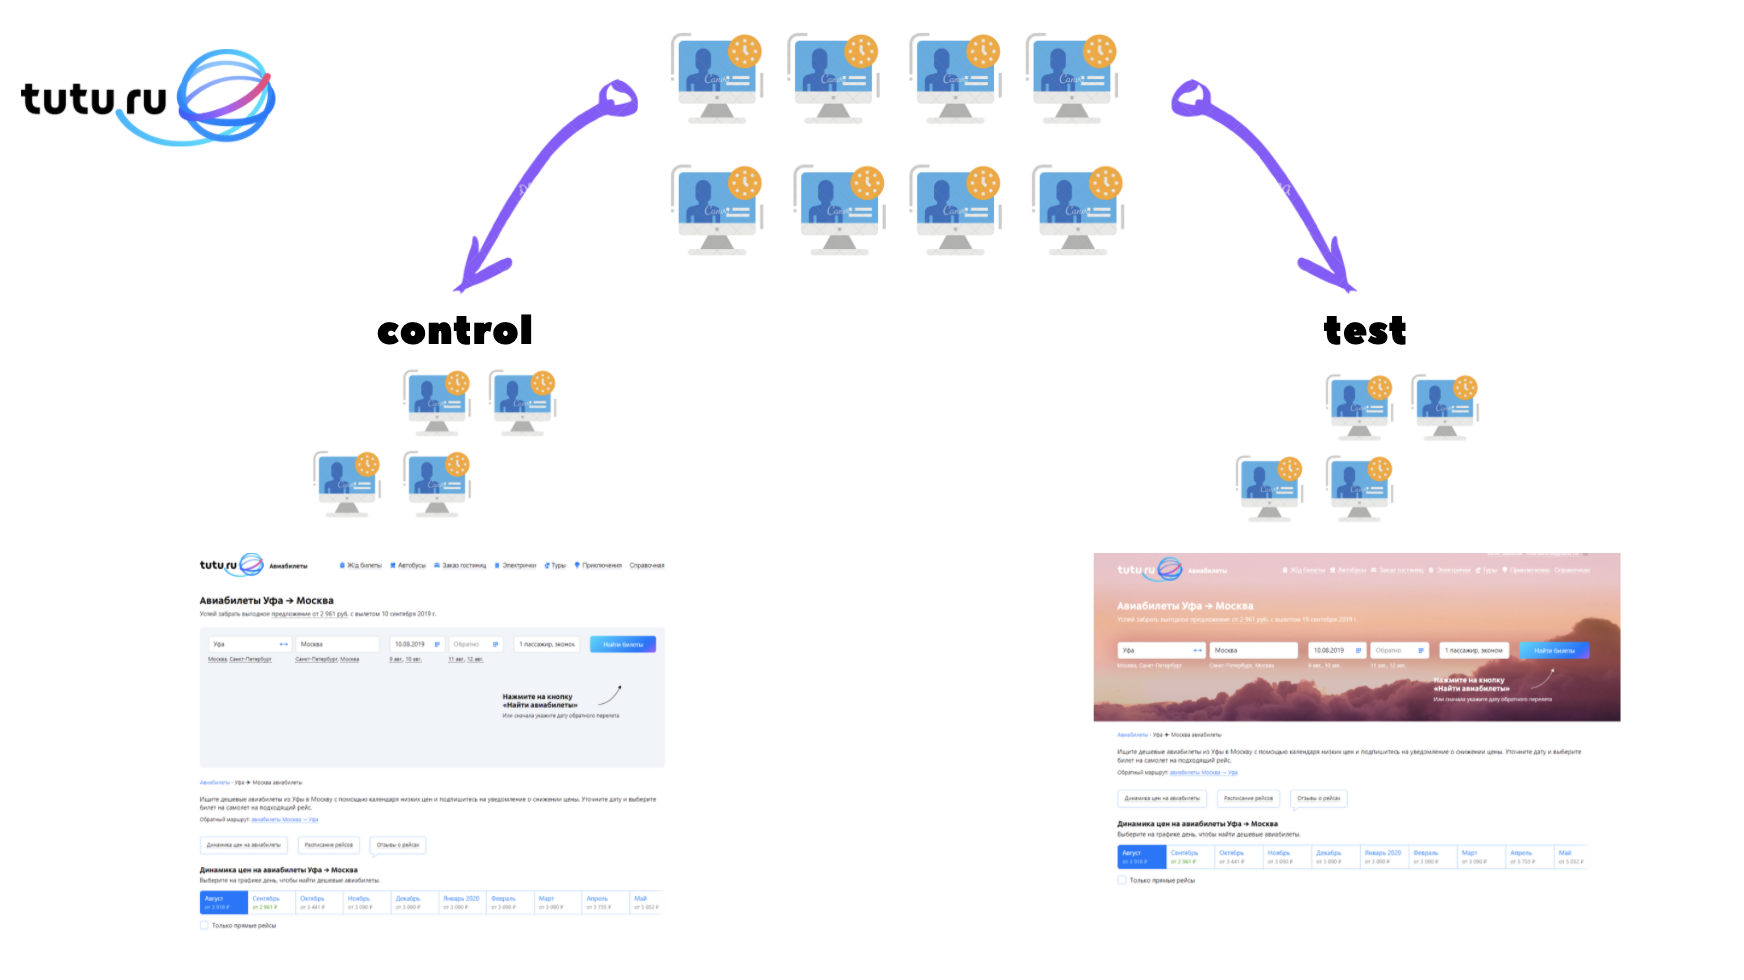 tutu.ru
control
test
tutu.ru Авиабилеты Ж/д билеты Автобусы Заказ гостиниц Электрички Туры Приключения Справочная
Авиабилеты Уфа → Москва
Успей забрать выгодное предложение от 2 961 руб. с вылетом 10 сентября 2019 г.
Уфа Москва 10.08.2019 Обратно 1 пассажир, эконом Найти билеты
Москва, Санкт-Петербург Санкт-Петербург, Москва 9 авг., 10 авг. 11 авг., 12 авг.
Нажмите на кнопку
«Найти авиабилеты»
Или сначала укажите дату обратного перелета
Авиабилеты - Уфа ✈ Москва авиабилеты
Ищите дешевые авиабилеты из Уфы в Москву с помощью календаря низких цен и подпишитесь на уведомление о снижении цены. Уточните дату и выберите
билет на самолет на подходящий рейс.
Обратный маршрут: авиабилеты Москва → Уфа
Динамика цен на авиабилеты Расписание рейсов Отзывы о рейсах
Динамика цен на авиабилеты Уфа → Москва
Выберите на графике день, чтобы найти дешевые авиабилеты.
Август Сентябрь Октябрь Ноябрь Декабрь Январь 2020 Февраль Март Апрель Май
от 3 016 ₽ от 2 961 ₽ от 3 441 ₽ от 3 090 ₽ от 3 090 ₽ от 3 090 ₽ от 3 090 ₽ от 3 090 ₽ от 5 755 ₽ от 5 052 ₽
Только прямые рейсы
tutu.ru Авиабилеты Ж/д билеты Автобусы Заказ гостиниц Электрички Туры Приключения Справочная
Авиабилеты Уфа → Москва
Успей забрать выгодное предложение от 2 961 руб. с вылетом 10 сентября 2019 г.
Уфа Москва 10.08.2019 Обратно 1 пассажир, эконом Найти билеты
Москва, Санкт-Петербург Санкт-Петербург, Москва 9 авг., 10 авг. 11 авг., 12 авг.
Нажмите на кнопку
«Найти авиабилеты»
Или сначала укажите дату обратного перелета
Авиабилеты - Уфа ✈ Москва авиабилеты
Ищите дешевые авиабилеты из Уфы в Москву с помощью календаря низких цен и подпишитесь на уведомление о снижении цены. Уточните дату и выберите
билет на самолет на подходящий рейс.
Обратный маршрут: авиабилеты Москва → Уфа
Динамика цен на авиабилеты Расписание рейсов Отзывы о рейсах
Динамика цен на авиабилеты Уфа → Москва
Выберите на графике день, чтобы найти дешевые авиабилеты.
Август Сентябрь Октябрь Ноябрь Декабрь Январь 2020 Февраль Март Апрель Май
от 3 016 ₽ от 2 961 ₽ от 3 441 ₽ от 3 090 ₽ от 3 090 ₽ от 3 090 ₽ от 3 090 ₽ от 3 090 ₽ от 5 755 ₽ от 5 052 ₽
Только прямые рейсы